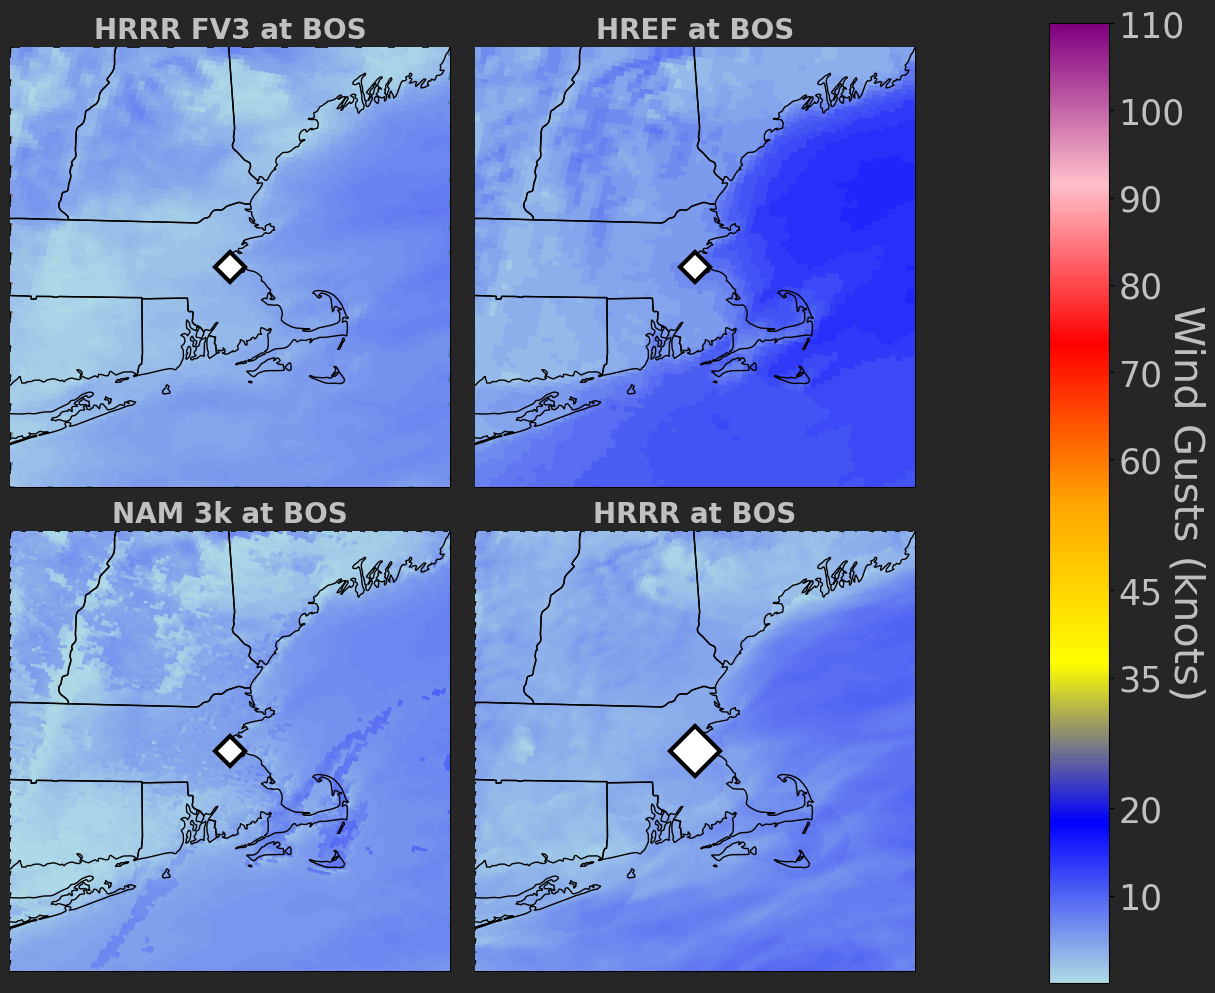 HRRR FV3 at BOS
HREF at BOS
NAM 3k at BOS
HRRR at BOS
110
100
90
80
70
60
45
35
20
10
Wind Gusts (knots)